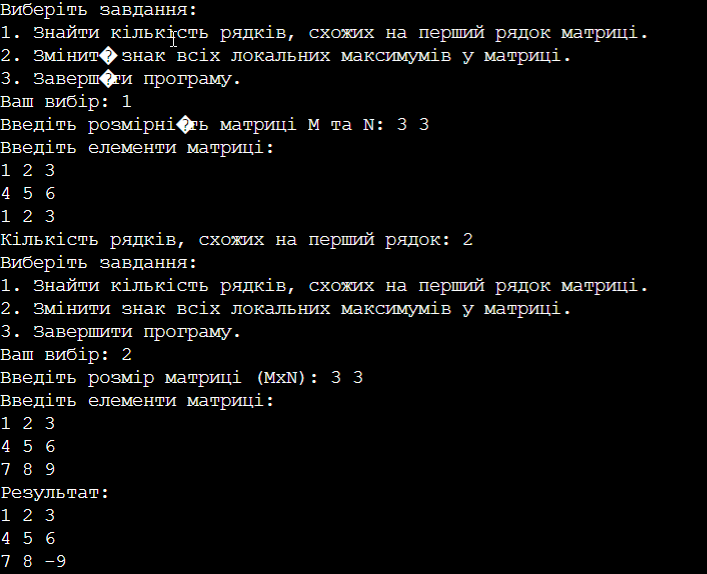 Виберіть завдання:
1. Знайти кількість рядків, схожих на перший рядок матриці.
2. Змінит� знак всіх локальних максимумів у матриці.
3. Заверш�ти програму.
Ваш вибір: 1
Введіть розмірні�ть матриці M та N: 3 3
Введіть елементи матриці:
1 2 3
4 5 6
1 2 3
Кількість рядків, схожих на перший рядок: 2
Виберіть завдання:
1. Знайти кількість рядків, схожих на перший рядок матриці.
2. Змінити знак всіх локальних максимумів у матриці.
3. Завершити програму.
Ваш вибір: 2
Введіть розмір матриці (MxN): 3 3
Введіть елементи матриці:
1 2 3
4 5 6
7 8 9
Результат:
1 2 3
4 5 6
7 8 -9